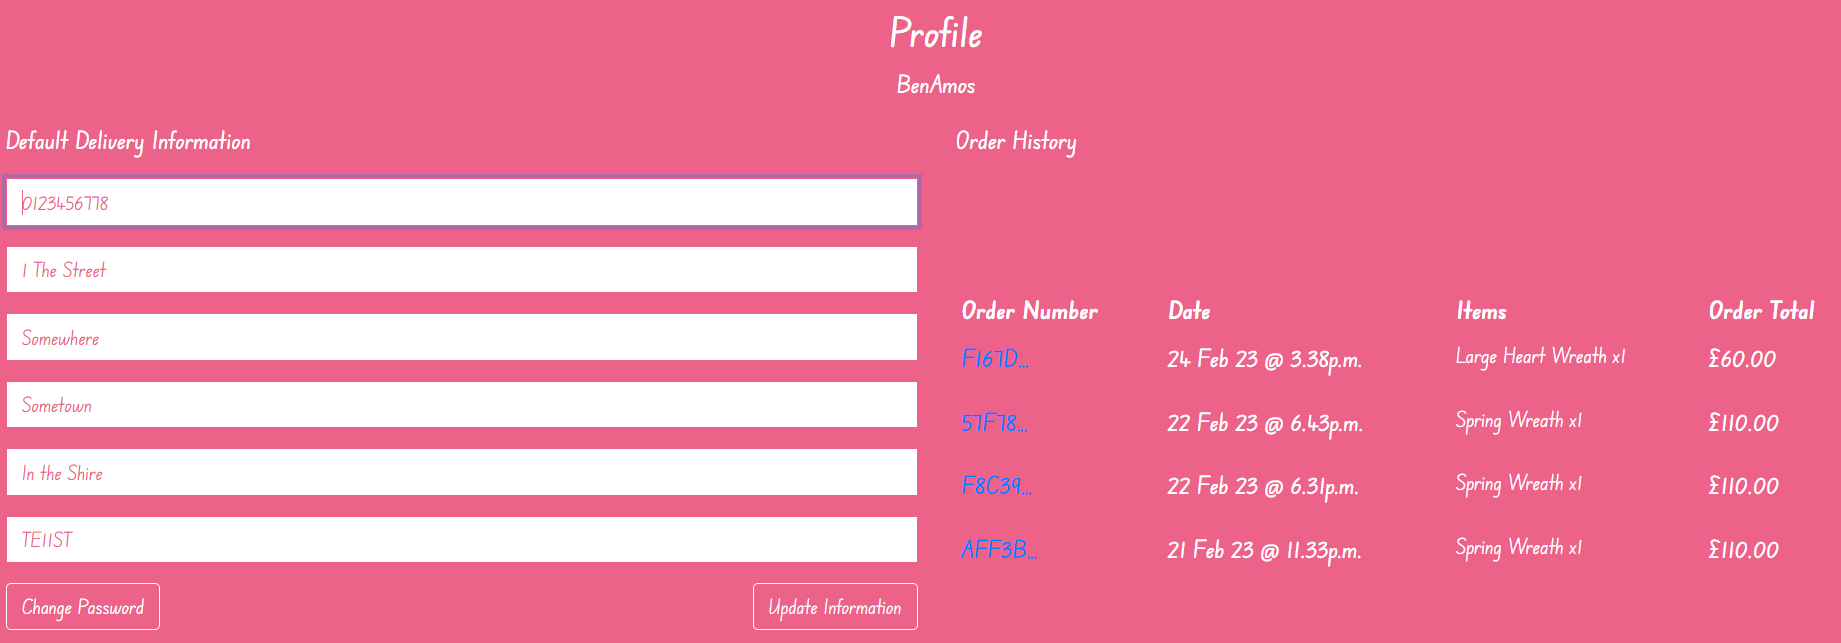 Profile
BenAmos
Default Delivery Information
0123456778
1 The Street
Somewhere
Sometown
In the Shire
TE11ST
Change Password
Update Information
Order History
Order Number Date Items Order Total
F167D... 24 Feb 23 @ 3.38p.m. Large Heart Wreath x1 £60.00
57F78... 22 Feb 23 @ 6.43p.m. Spring Wreath x1 £110.00
F8C39... 22 Feb 23 @ 6.31p.m. Spring Wreath x1 £110.00
AFF3B... 21 Feb 23 @ 11.33p.m. Spring Wreath x1 £110.00